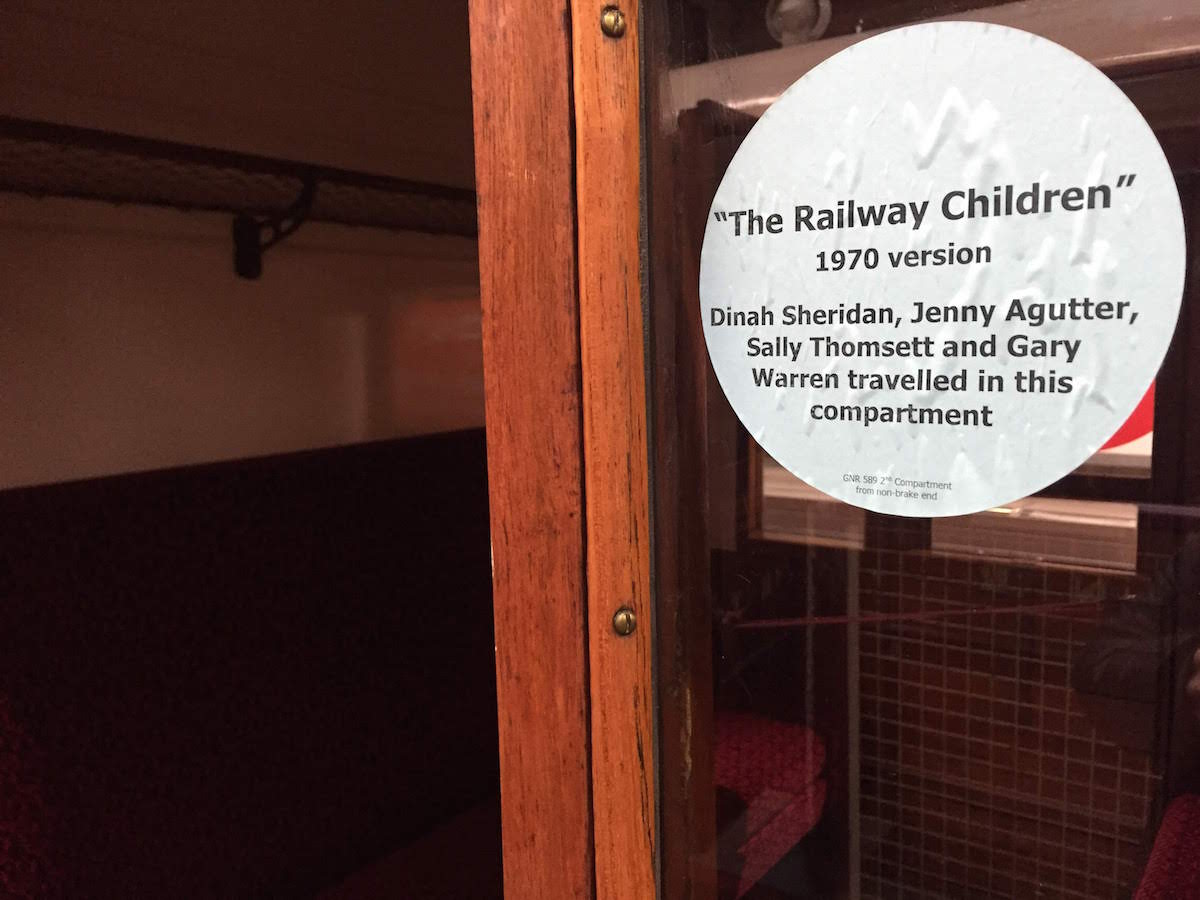 "The Railway Children"
1970 version
Dinah Sheridan, Jenny Agutter,
Sally Thomsett and Gary
Warren travelled in this
compartment
GNR 589 2nd Compartment
from non-brake end